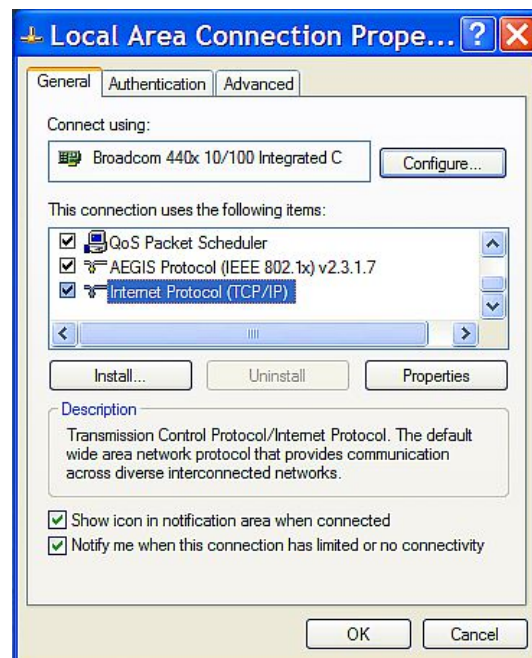 Local Area Connection Prope... ?
General Authentication Advanced
Connect using:
Broadcom 440x 10/100 Integrated C Configure...
This connection uses the following items:
QoS Packet Scheduler
AEGIS Protocol (IEEE 802.1x) v2.3.1.7
Internet Protocol (TCP/IP)
Install... Uninstall Properties
Description
Transmission Control Protocol/Internet Protocol. The default
wide area network protocol that provides communication
across diverse interconnected networks.
Show icon in notification area when connected
Notify me when this connection has limited or no connectivity
OK Cancel